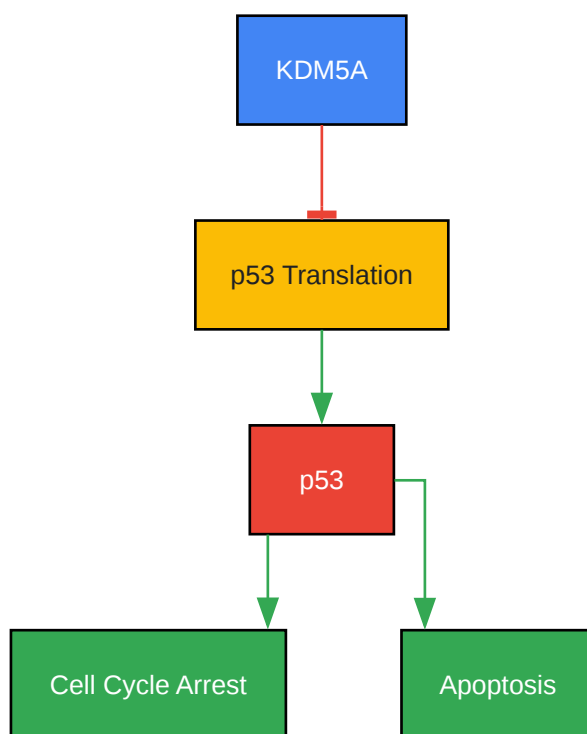 KDM5A
p53 Translation
p53
Cell Cycle Arrest
Apoptosis